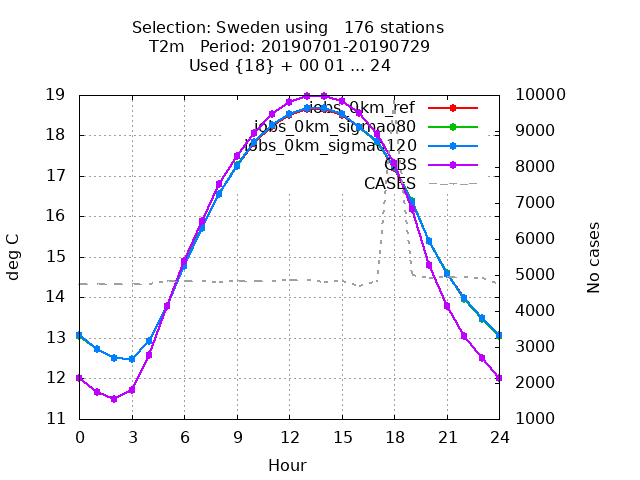 Selection: Sweden using   176 stations
T2m   Period: 20190701-20190729
Used {18} + 00 01 ... 24
19
18
17
16
15
14
13
12
11
deg C
10000
9000
8000
7000
6000
5000
4000
3000
2000
1000
No cases
iobs_0km_ref
iobs_0km_sigmao80
iobs_0km_sigmao120
OBS
CASES
0 3 6 9 12 15 18 21 24
Hour